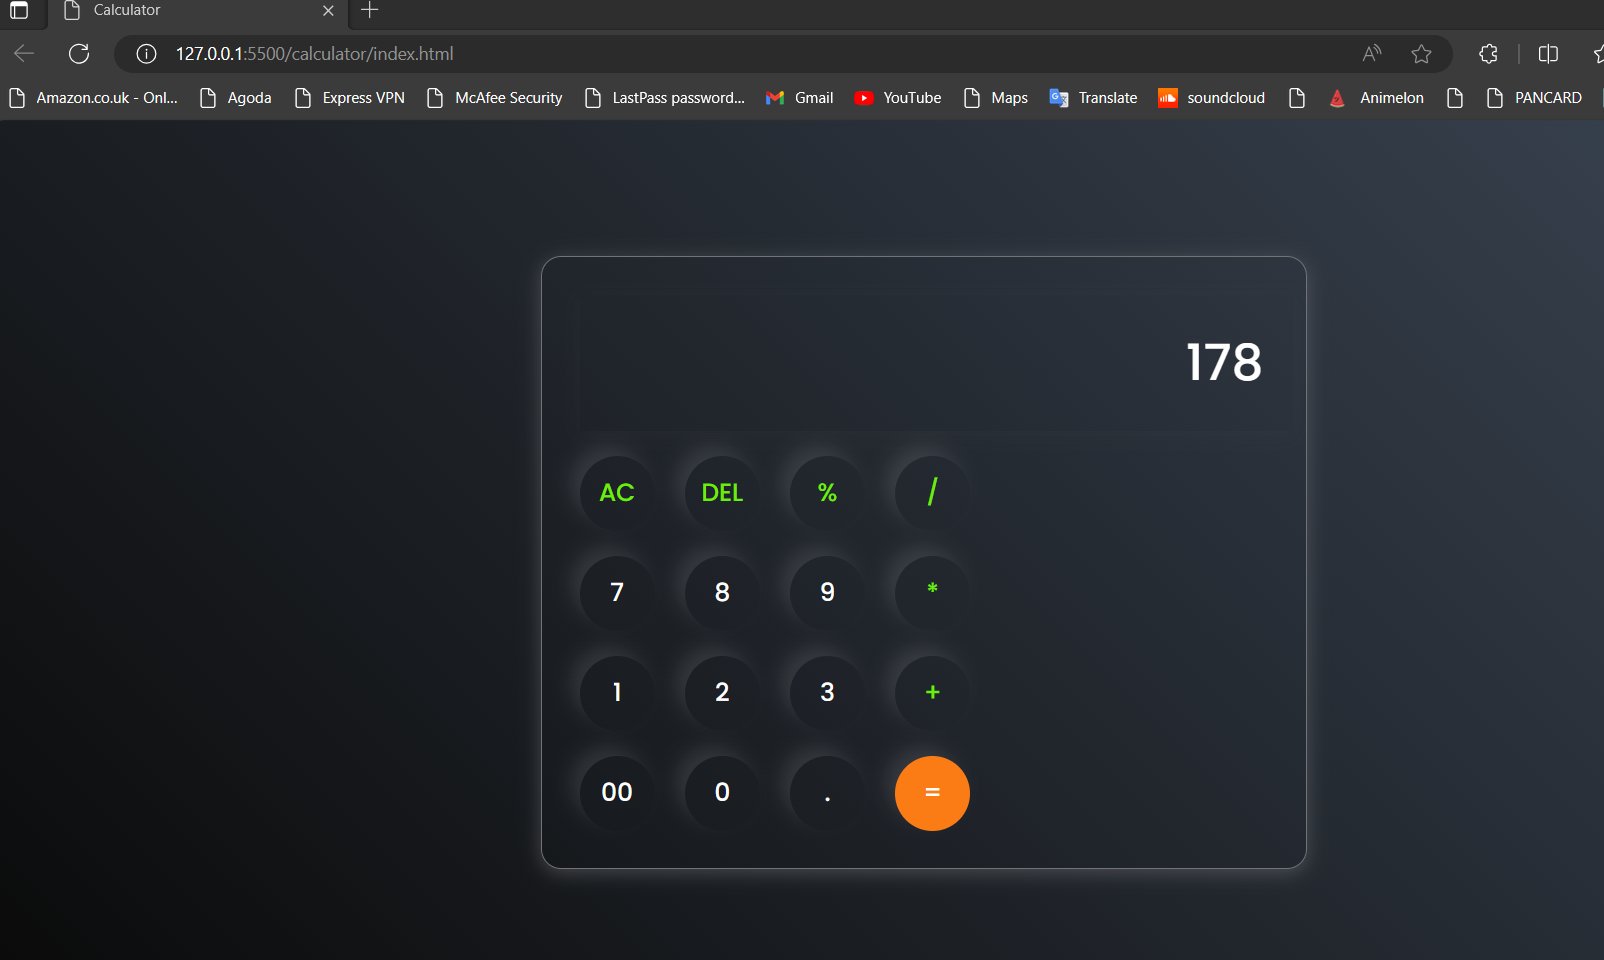 Calculator
127.0.0.1:5500/calculator/index.html
Amazon.co.uk - Onl... Agoda Express VPN McAfee Security LastPass password... Gmail YouTube Maps Translate soundcloud Animelon PANCARD
178
AC DEL % /
7 8 9 *
1 2 3 +
00 0 . =